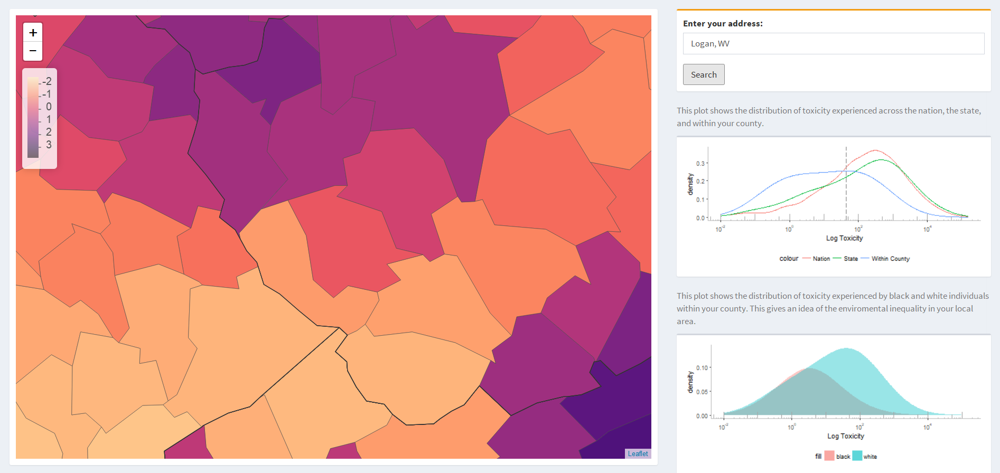 +
−
-2
-1
0
1
2
3
Leaflet
Enter your address:
Logan, WV
Search
This plot shows the distribution of toxicity experienced across the nation, the state,
and within your county.
density
0.3
0.2
0.1
0.0
10^-2 10^0 10^2 10^4
Log Toxicity
colour Nation State Within County
This plot shows the distribution of toxicity experienced by black and white individuals
within your county. This gives an idea of the enviromental inequality in your local
area.
density
0.10
0.05
0.00
10^-2 10^0 10^2 10^4
Log Toxicity
fill black white